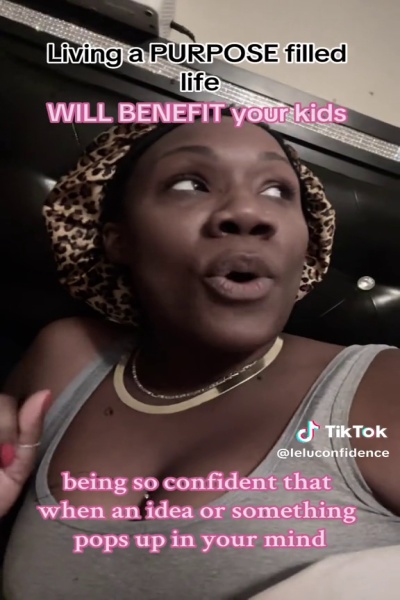 Living a PURPOSE filled
life
WILL BENEFIT your kids
TikTok
@leluconfidence
being so confident that
when an idea or something
pops up in your mind